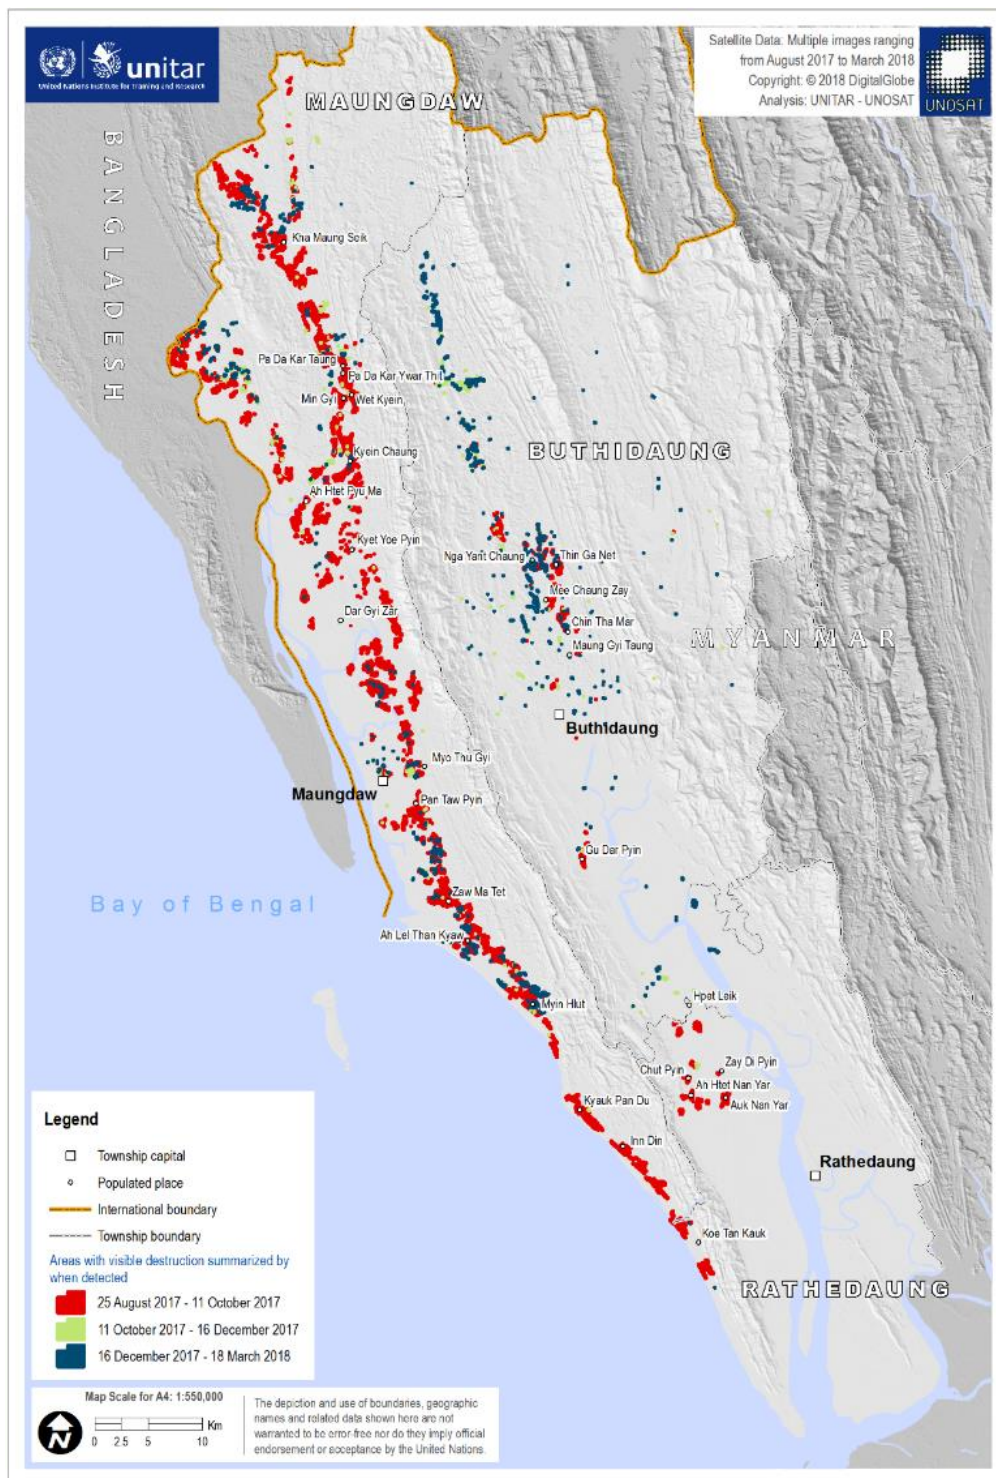 unitar
United Nations Institute for Training and Research
Satellite Data: Multiple images ranging
from August 2017 to March 2018
Copyright: © 2018 DigitalGlobe
Analysis: UNITAR - UNOSAT
UNOSAT
MAUNGDAW
BANGLADESH
Kha Maung Seik
Pa Da Kar Taung
Pa Da Kar Ywar Thit
Min Gyi
Wet Kyein
BUTHIDAUNG
Kyein Chaung
Ah Htet Pyu Ma
Kyet Yoe Pyin
Nga Yant Chaung
Thin Ga Net
Mee Chaung Zay
Dar Gyi Zar
Chin Tha Mar
MYANMAR
Maung Gyi Taung
Buthidaung
Myo Thu Gyi
Maungdaw
Pan Taw Pyin
Gu Dar Pyin
Zaw Ma Tet
Bay of Bengal
Ah Lel Than Kyaw
Myin Hlut
Hpet Leik
Zay Di Pyin
Chut Pyin
Ah Htet Nan Yar
Kyauk Pan Du
Auk Nan Yar
Inn Din
Rathedaung
Koe Tan Kauk
RATHEDAUNG
Legend
Township capital
Populated place
International boundary
Township boundary
Areas with visible destruction summarized by
when detected
25 August 2017 - 11 October 2017
11 October 2017 - 16 December 2017
16 December 2017 - 18 March 2018
Map Scale for A4: 1:550,000
Km
0 2.5 5 10
N
The depiction and use of boundaries, geographic
names and related data shown here are not
warranted to be error-free nor do they imply official
endorsement or acceptance by the United Nations.